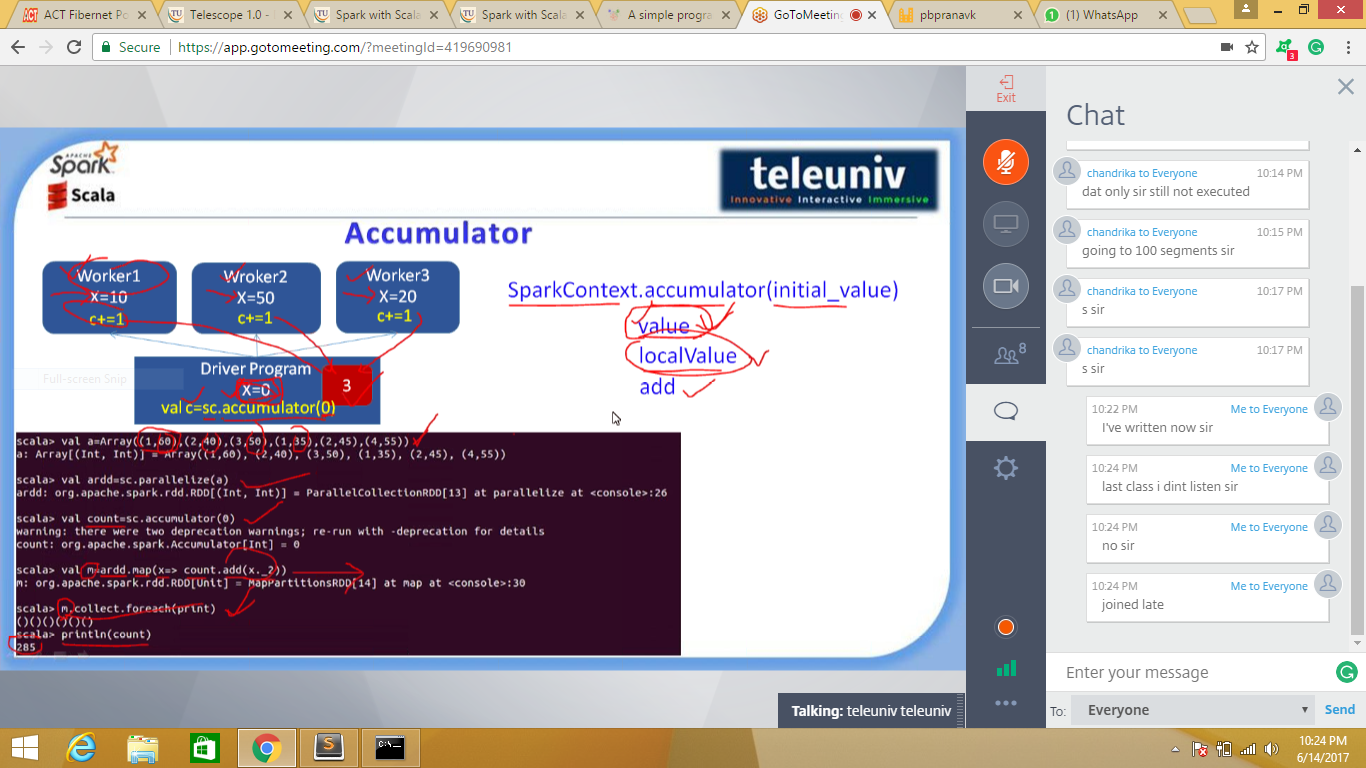 ACT Fibernet Po
Telescope 1.0 -
Spark with Scala
Spark with Scala
A simple progra
GoToMeeting
pbpranavk
(1) WhatsApp
Secure
https://app.gotomeeting.com/?meetingId=419690981
3
APACHE
Spark
Scala
teleuniv
Innovative Interactive Immersive
Accumulator
Worker1
X=10
c+=1
Wroker2
X=50
c+=1
Worker3
X=20
c+=1
Driver Program
X=0
val c=sc.accumulator(0)
3
Full-screen Snip
SparkContext.accumulator(initial_value)
value
localValue
add
scala> val a=Array((1,60),(2,40),(3,50),(1,35),(2,45),(4,55))
a: Array[(Int, Int)] = Array((1,60), (2,40), (3,50), (1,35), (2,45), (4,55))
scala> val ardd=sc.parallelize(a)
ardd: org.apache.spark.rdd.RDD[(Int, Int)] = ParallelCollectionRDD[13] at parallelize at <console>:26
scala> val count=sc.accumulator(0)
warning: there were two deprecation warnings; re-run with -deprecation for details
count: org.apache.spark.Accumulator[Int] = 0
scala> val m=ardd.map(x=> count.add(x._2))
m: org.apache.spark.rdd.RDD[Unit] = MapPartitionsRDD[14] at map at <console>:30
scala> m.collect.foreach(print)
()()()()()()
scala> println(count)
285
Talking: teleuniv teleuniv
Exit
8
Chat
chandrika to Everyone 10:14 PM
dat only sir still not executed
chandrika to Everyone 10:15 PM
going to 100 segments sir
chandrika to Everyone 10:17 PM
s sir
chandrika to Everyone 10:17 PM
s sir
10:22 PM Me to Everyone
I've written now sir
10:24 PM Me to Everyone
last class i dint listen sir
10:24 PM Me to Everyone
no sir
10:24 PM Me to Everyone
joined late
Enter your message
To: Everyone Send
10:24 PM
6/14/2017